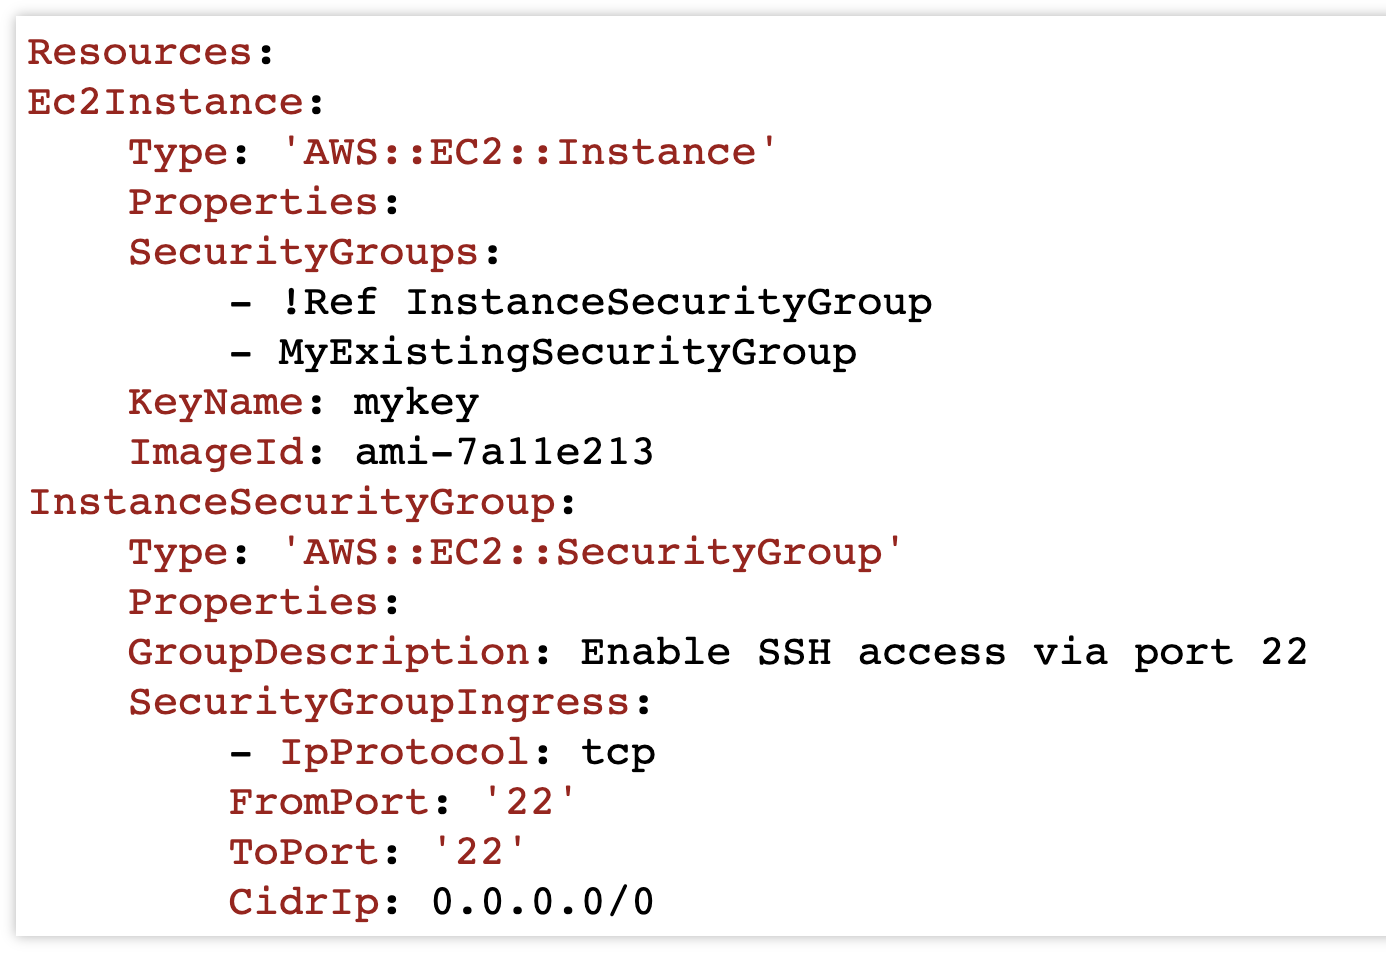 Resources:
Ec2Instance:
    Type: 'AWS::EC2::Instance'
    Properties:
    SecurityGroups:
        - !Ref InstanceSecurityGroup
        - MyExistingSecurityGroup
    KeyName: mykey
    ImageId: ami-7a11e213
InstanceSecurityGroup:
    Type: 'AWS::EC2::SecurityGroup'
    Properties:
    GroupDescription: Enable SSH access via port 22
    SecurityGroupIngress:
        - IpProtocol: tcp
        FromPort: '22'
        ToPort: '22'
        CidrIp: 0.0.0.0/0